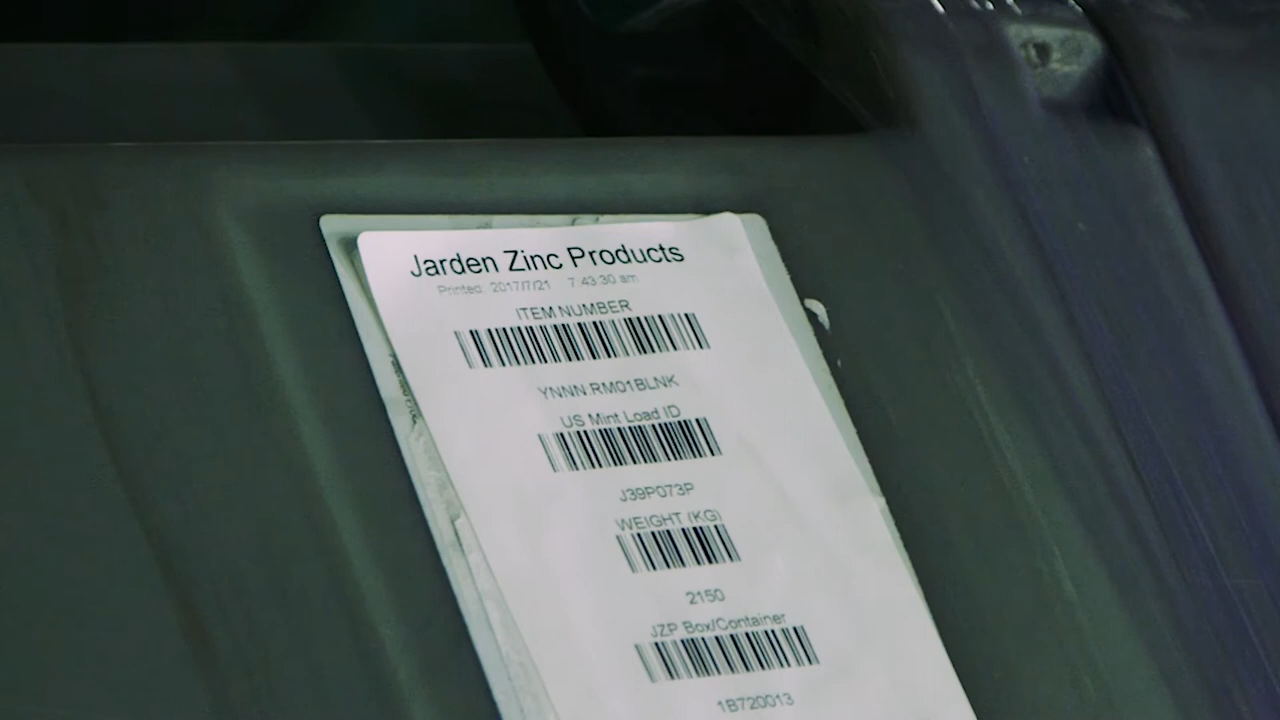 Jarden Zinc Products
Printed: 2017/7/21 7:43:30 am
ITEM NUMBER
YNNN.RM01BLNK
US Mint Load ID
J39P073P
WEIGHT (KG)
2150
JZP Box/Container
1B720013